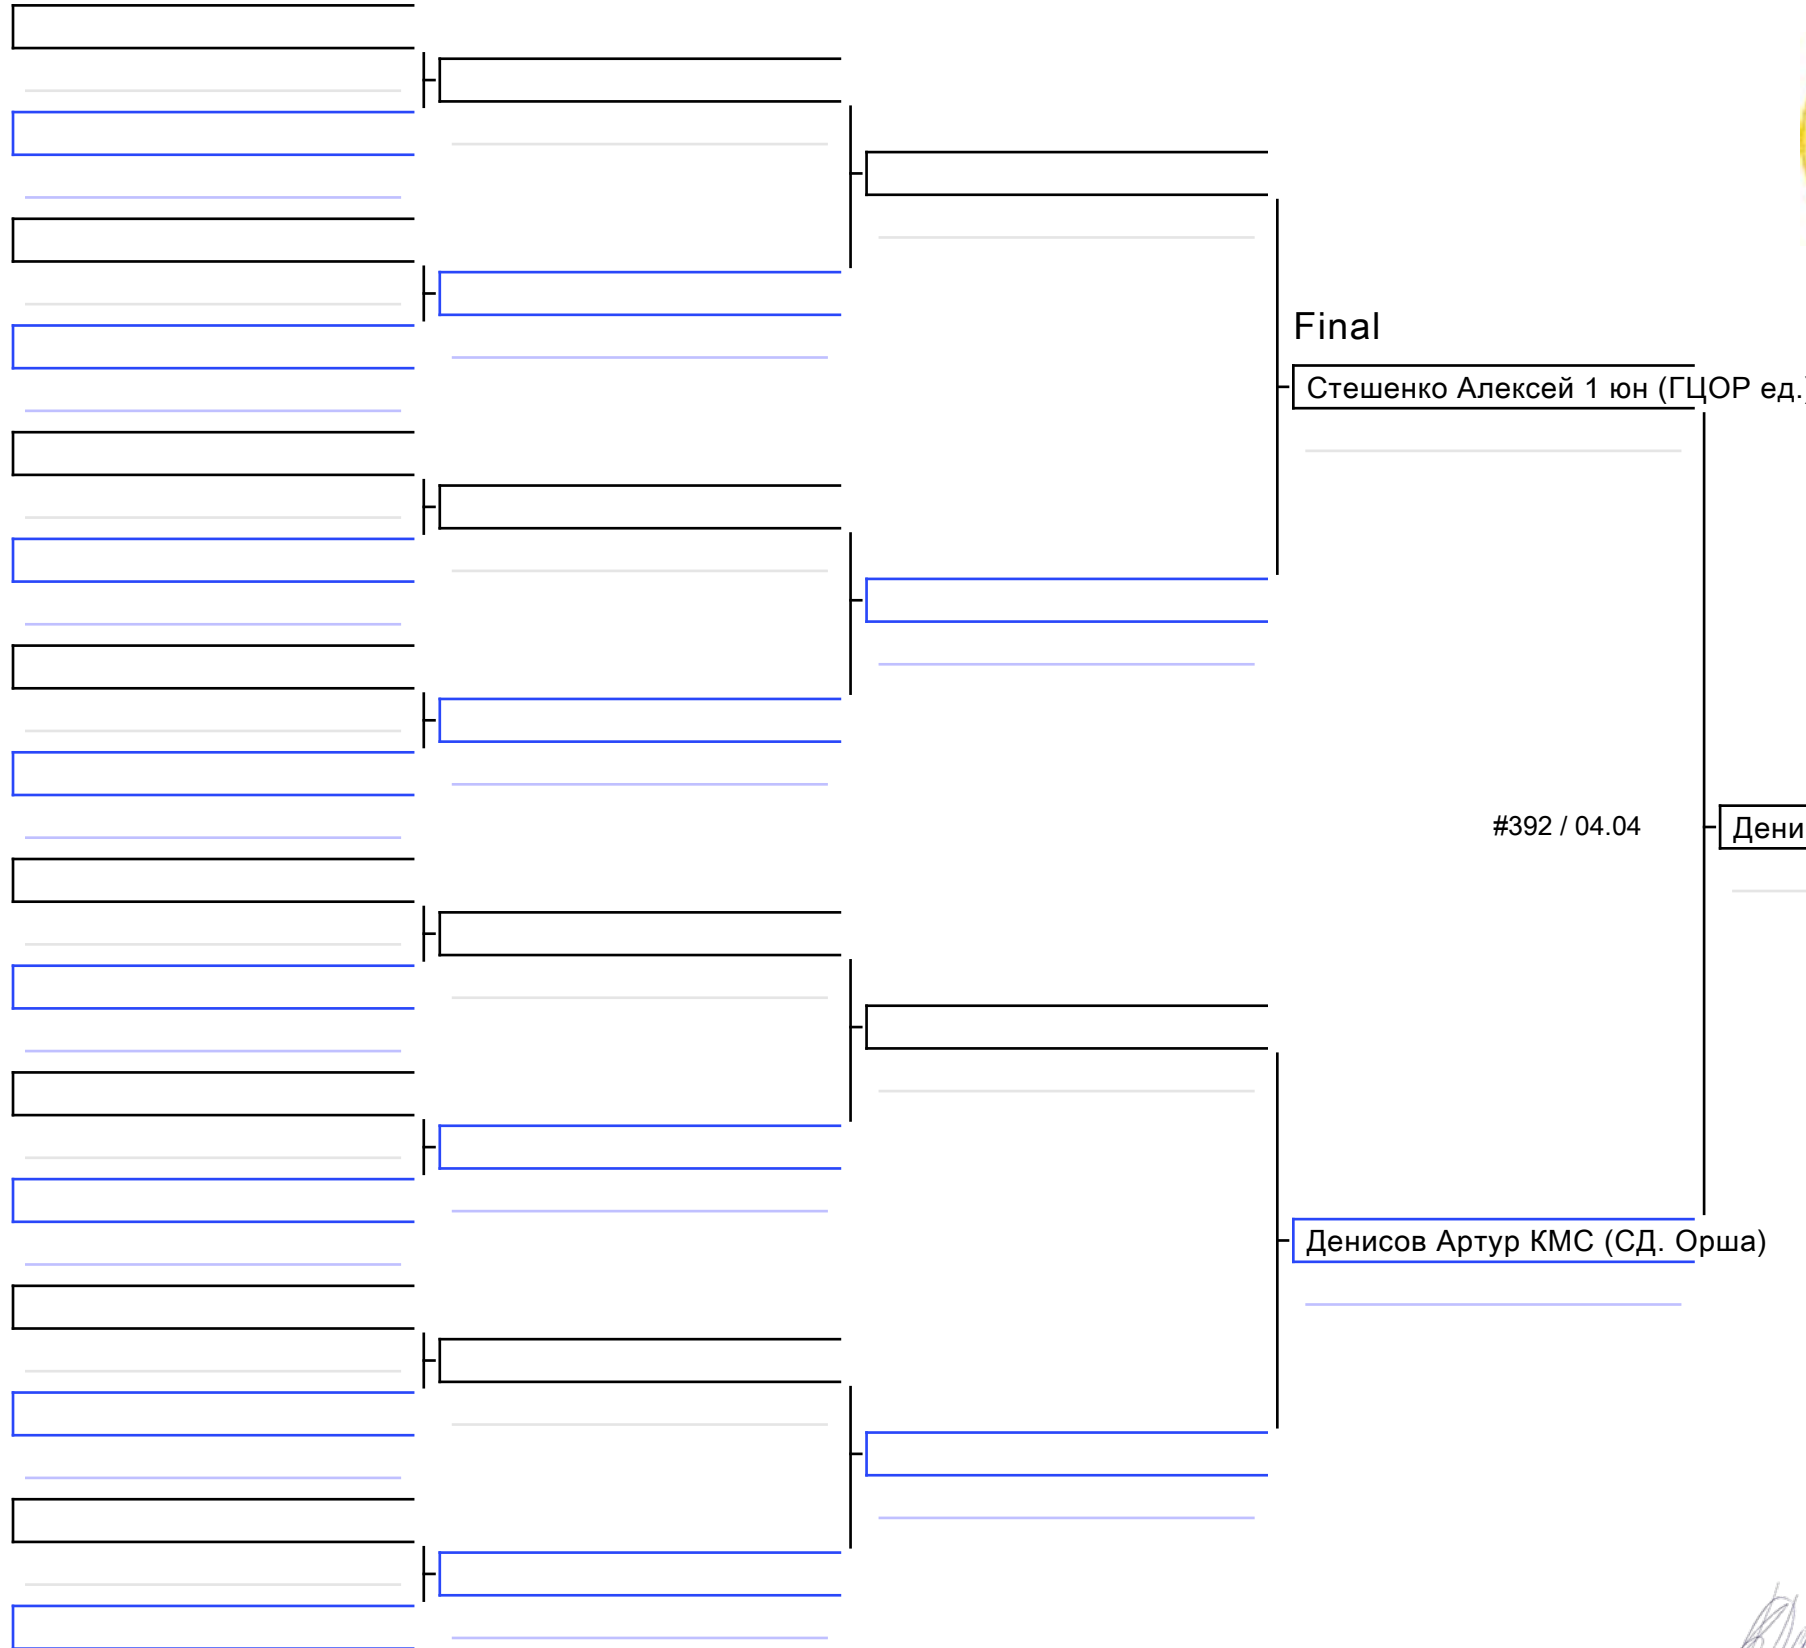 Final
Стешенко Алексей 1 юн (ГЦОР ед.)
#392 / 04.04
Дени
Денисов Артур КМС (СД. Орша)